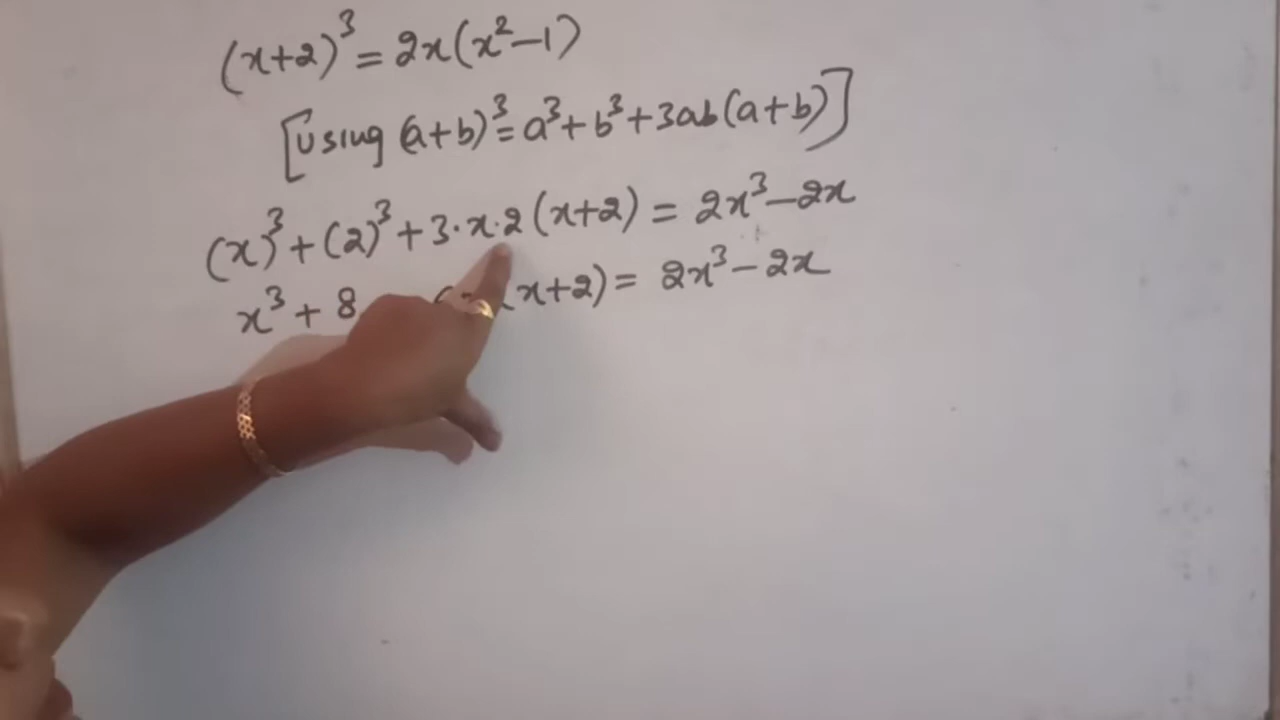 (x+2)³ = 2x(x²-1)
[Using (a+b)³ = a³+b³+3ab(a+b)]
(x)³+(2)³+3·x·2(x+2) = 2x³-2x
x³+8 (x+2) = 2x³-2x